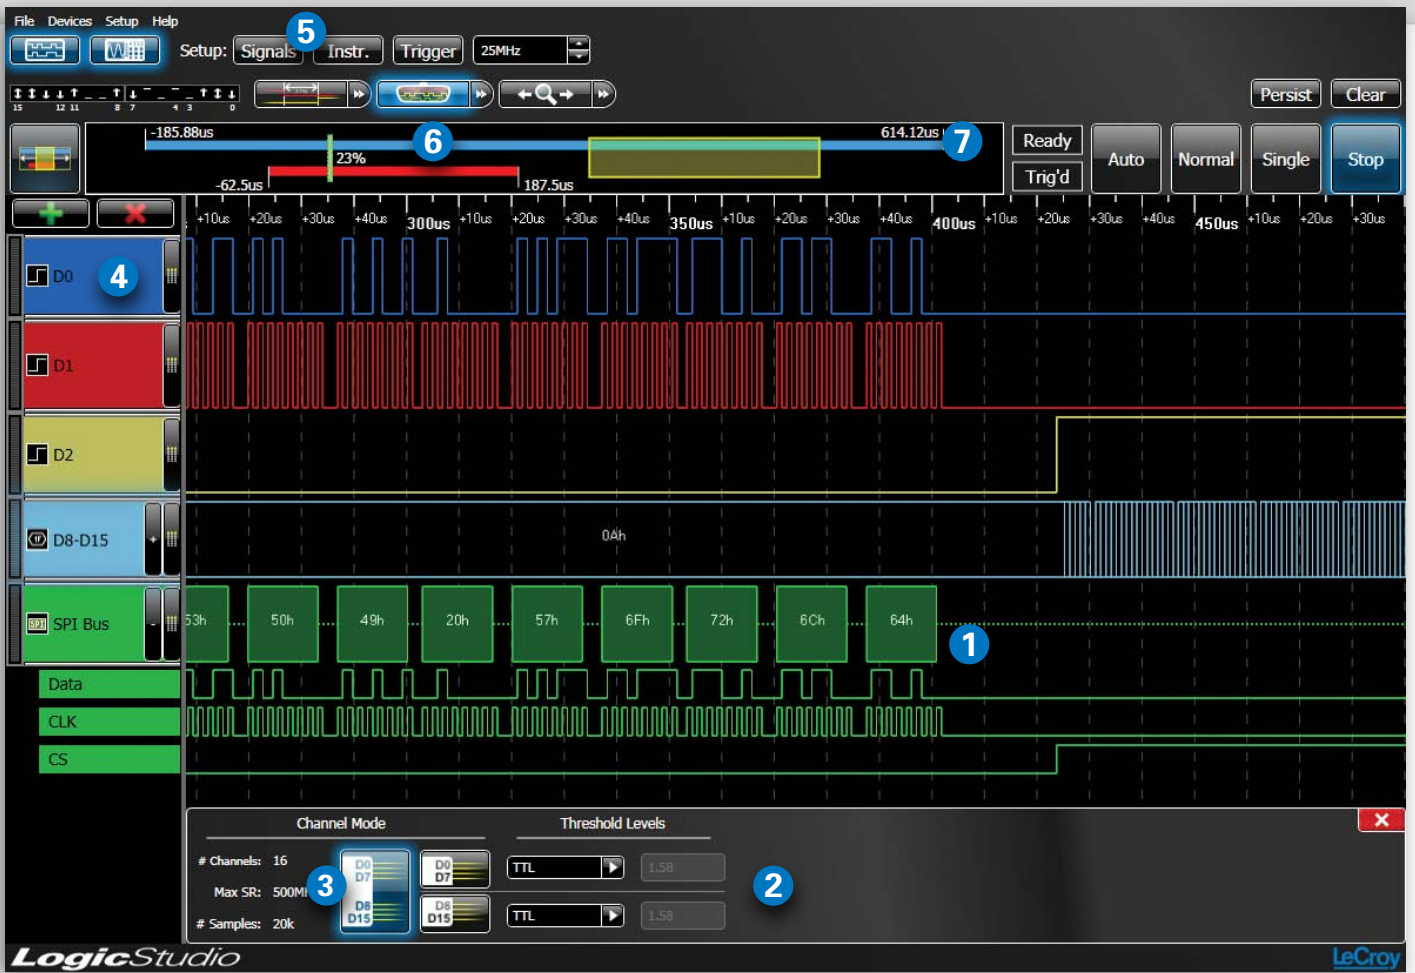 File Devices Setup Help
Setup: Signals Instr. Trigger 25MHz
5
15 12 11 8 7 4 3 0
Persist Clear
-185.88us 6 614.12us 7
23%
-62.5us 187.5us
Ready
Trig'd
Auto Normal Single Stop
+10us +20us +30us +40us 300us +10us +20us +30us +40us 350us +10us +20us +30us +40us 400us +10us +20us +30us +40us 450us +10us +20us +30us
D0 4
D1
D2
D8-D15 + 0Ah
SPI SPI Bus - 53h 50h 49h 20h 57h 6Fh 72h 6Ch 64h
1
Data
CLK
CS
Channel Mode Threshold Levels
# Channels: 16
Max SR: 500M
# Samples: 20k
3
D0
D7
D8
D15
D0
D7
D8
D15
TTL 1.58
TTL 1.58
2
LogicStudio LeCroy